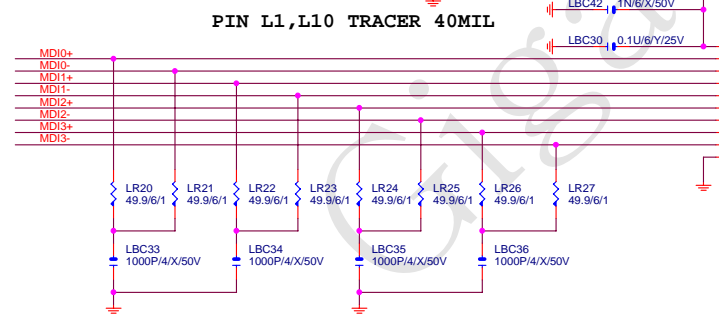 LBC42 1N/6/X/50V
PIN L1,L10 TRACER 40MIL
LBC30 0.1U/6/Y/25V
MDI0+
MDI0-
MDI1+
MDI1-
MDI2+
MDI2-
MDI3+
MDI3-
LR20 LR21 LR22 LR23 LR24 LR25 LR26 LR27
49.9/6/1 49.9/6/1 49.9/6/1 49.9/6/1 49.9/6/1 49.9/6/1 49.9/6/1 49.9/6/1
LBC33 LBC34 LBC35 LBC36
1000P/4/X/50V 1000P/4/X/50V 1000P/4/X/50V 1000P/4/X/50V
Giga